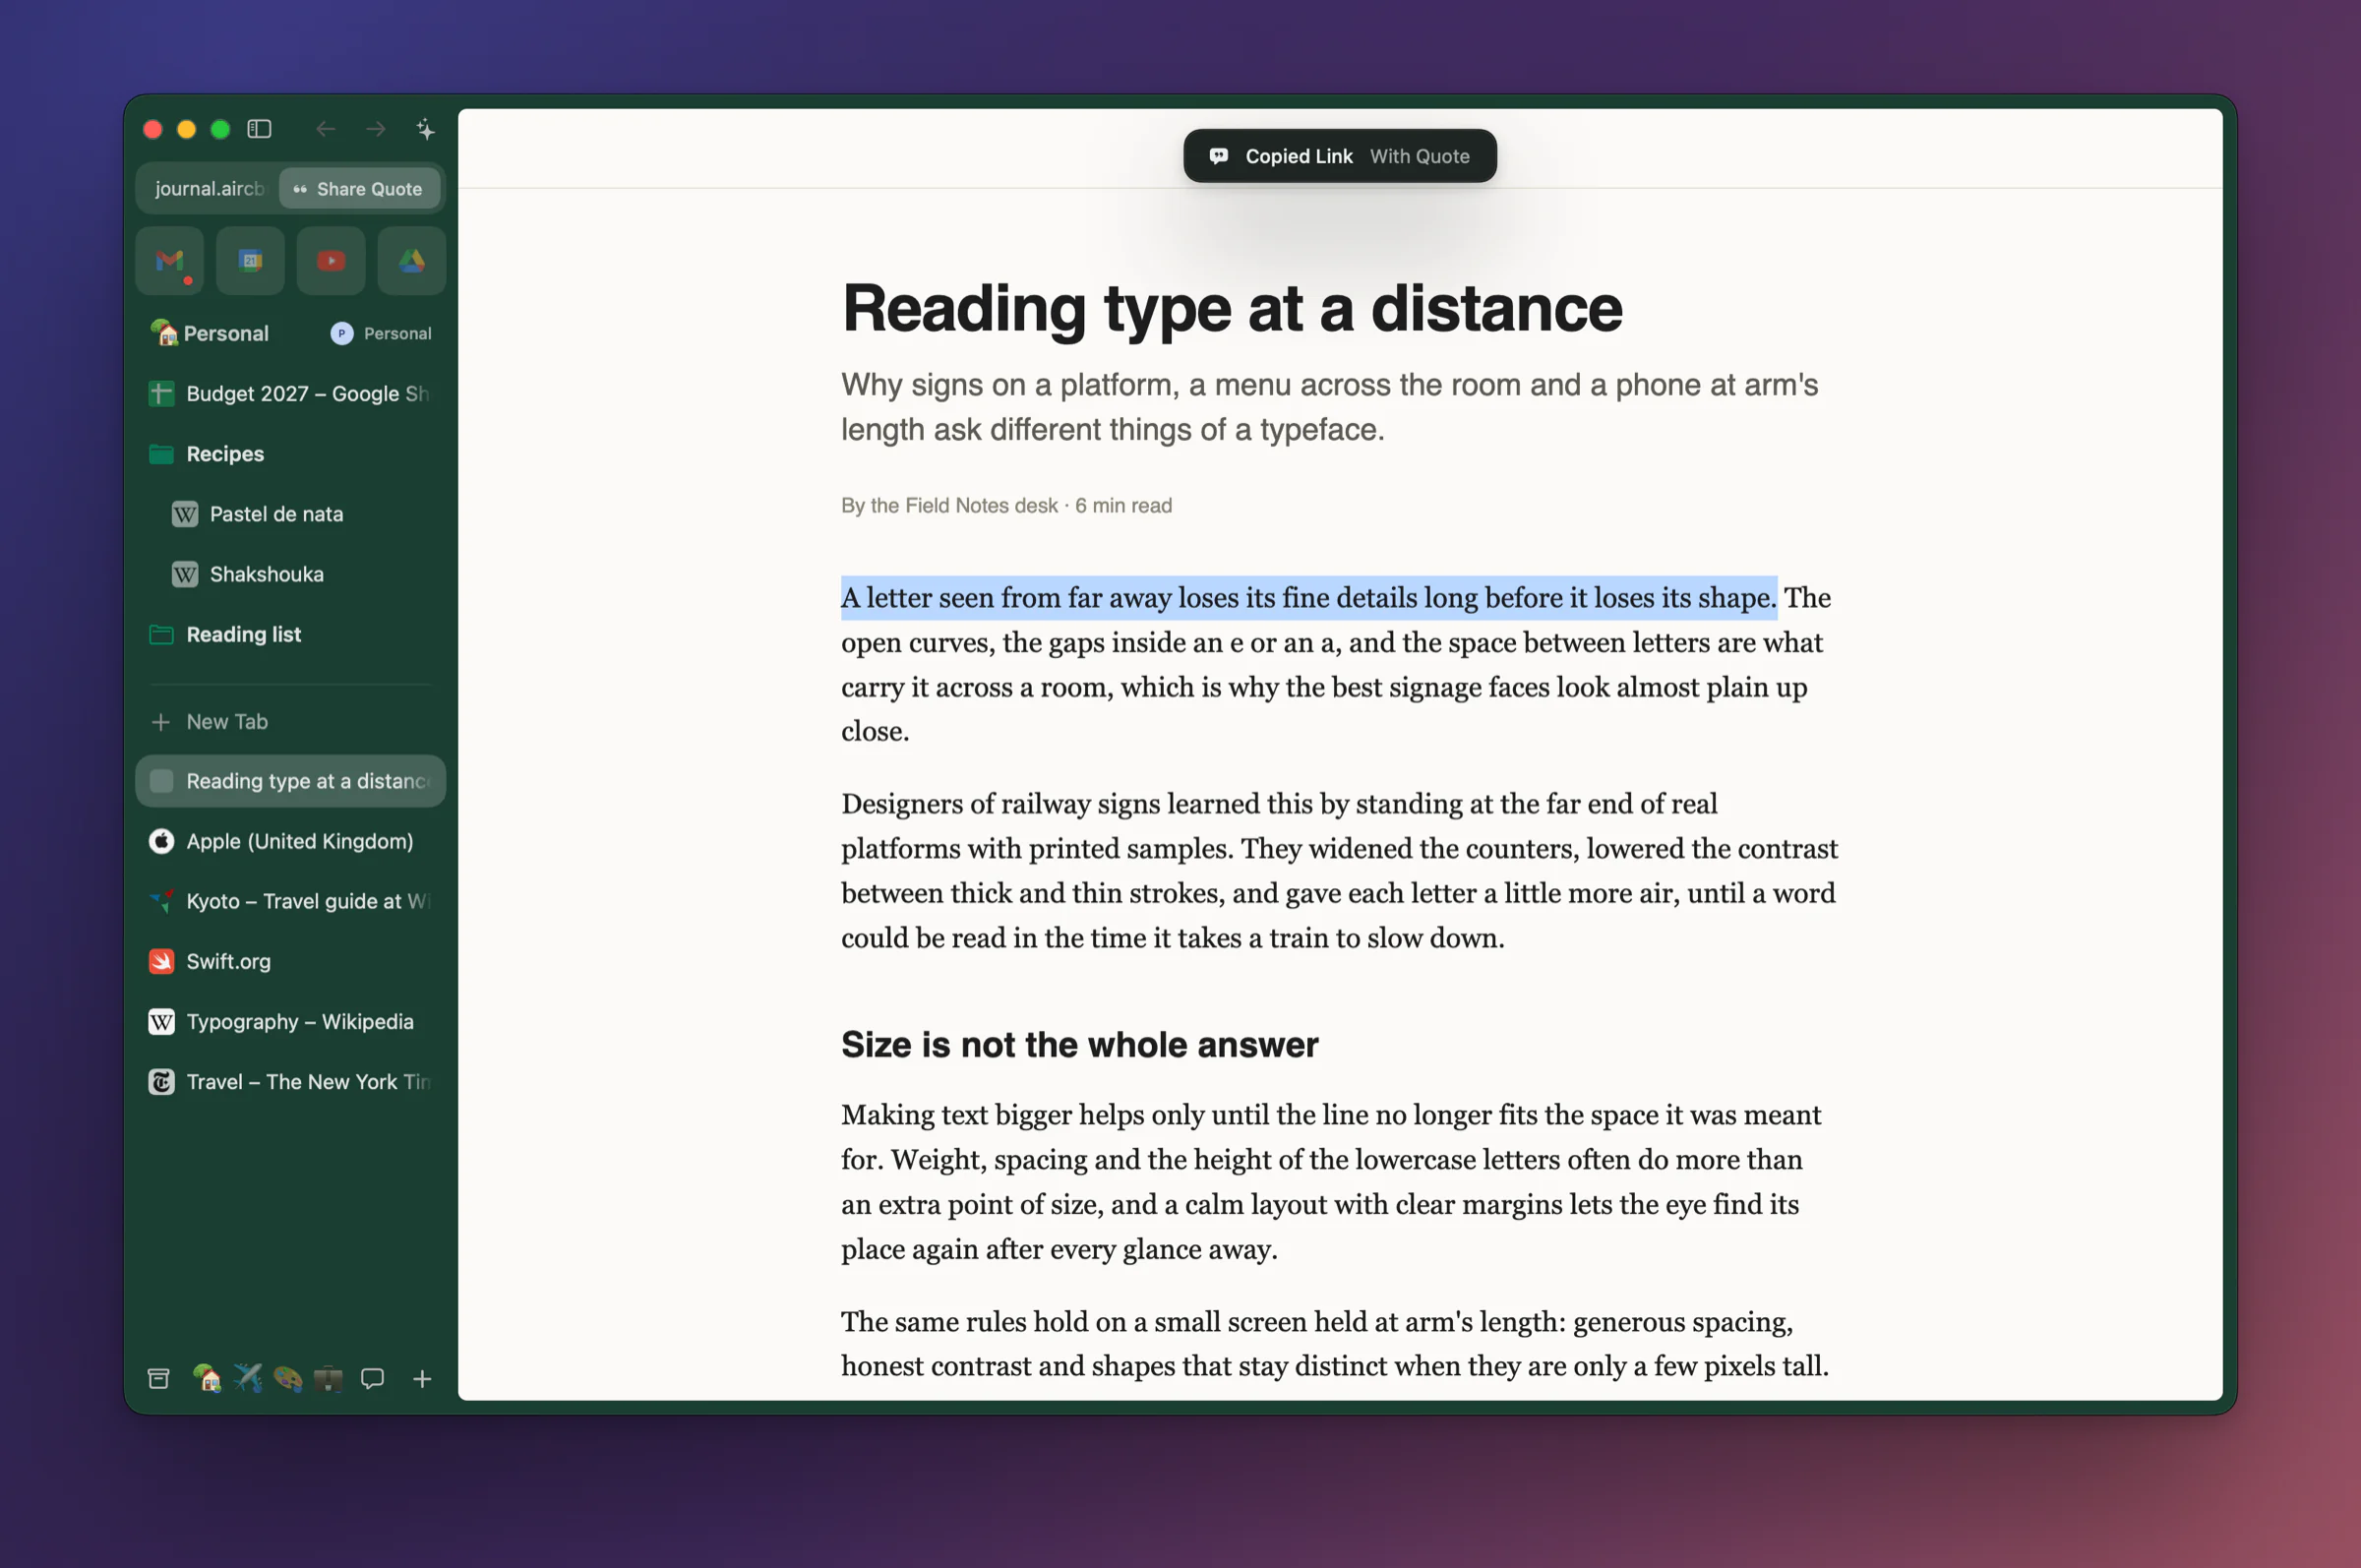 journal.aircb
Share Quote
21
Personal
P Personal
Budget 2027 – Google Sh
Recipes
W Pastel de nata
W Shakshouka
Reading list
New Tab
Reading type at a distance
Apple (United Kingdom)
Kyoto – Travel guide at Wi
Swift.org
W Typography – Wikipedia
Travel – The New York Tim
Copied Link With Quote
Reading type at a distance
Why signs on a platform, a menu across the room and a phone at arm's
length ask different things of a typeface.
By the Field Notes desk · 6 min read
A letter seen from far away loses its fine details long before it loses its shape. The
open curves, the gaps inside an e or an a, and the space between letters are what
carry it across a room, which is why the best signage faces look almost plain up
close.
Designers of railway signs learned this by standing at the far end of real
platforms with printed samples. They widened the counters, lowered the contrast
between thick and thin strokes, and gave each letter a little more air, until a word
could be read in the time it takes a train to slow down.
Size is not the whole answer
Making text bigger helps only until the line no longer fits the space it was meant
for. Weight, spacing and the height of the lowercase letters often do more than
an extra point of size, and a calm layout with clear margins lets the eye find its
place again after every glance away.
The same rules hold on a small screen held at arm's length: generous spacing,
honest contrast and shapes that stay distinct when they are only a few pixels tall.